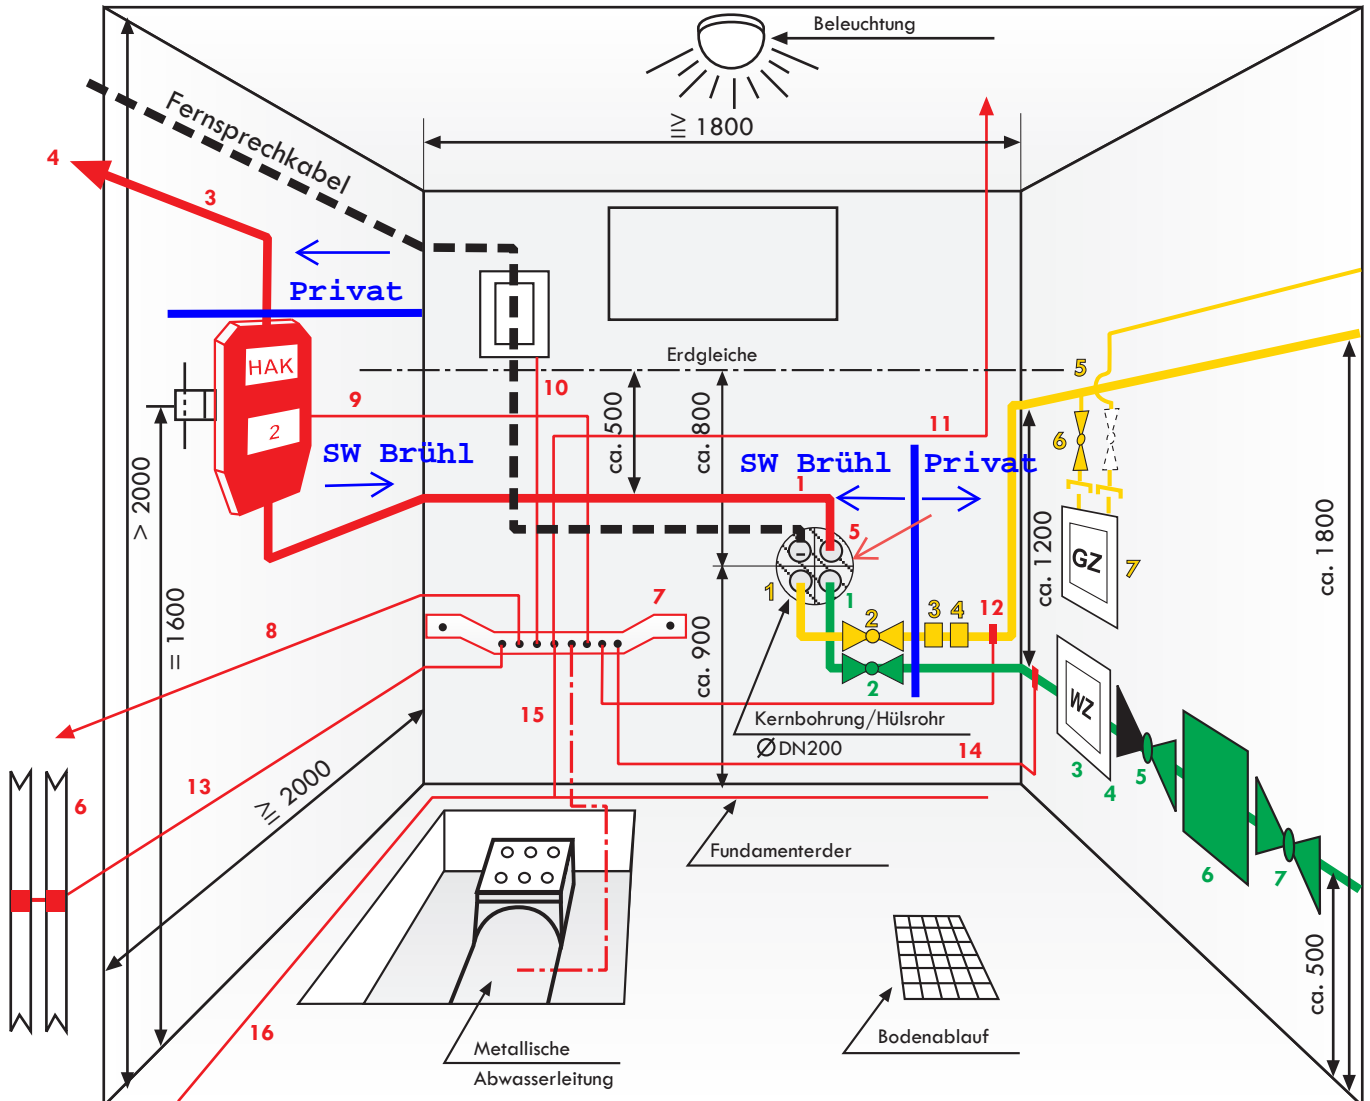 Beleuchtung
≧ 1800
Fernsprechkabel
4
3
Privat
Erdgleiche
HAK
2
10
9
ca. 500
ca. 800
11
5
6
SW Brühl
SW Brühl
Privat
1
5
> 2000
= 1600
ca. 1200
ca. 1800
GZ
7
1
1
2
3
4
12
7
8
2
ca. 900
WZ
15
Kernbohrung/Hülsrohr
Ø DN200
14
3
4
5
6
7
13
6
≧ 2000
Fundamenterder
16
Metallische
Abwasserleitung
Bodenablauf
ca. 500